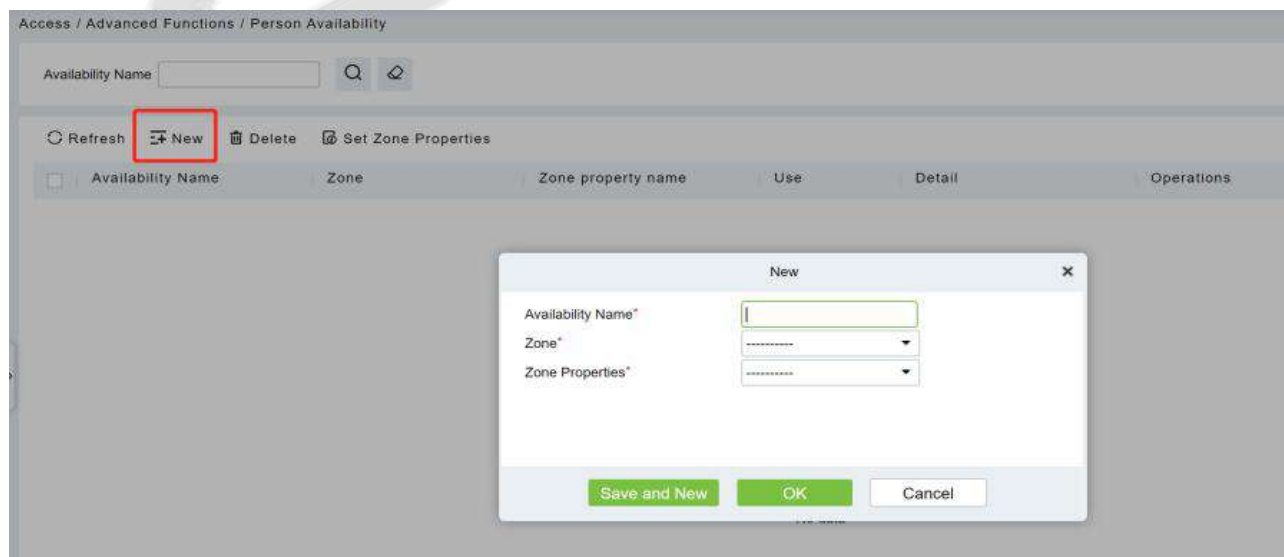 Access / Advanced Functions / Person Availability
Availability Name
Refresh New Delete Set Zone Properties
Availability Name Zone Zone property name Use Detail Operations
New
Availability Name*
Zone* ----------
Zone Properties* ----------
Save and New OK Cancel